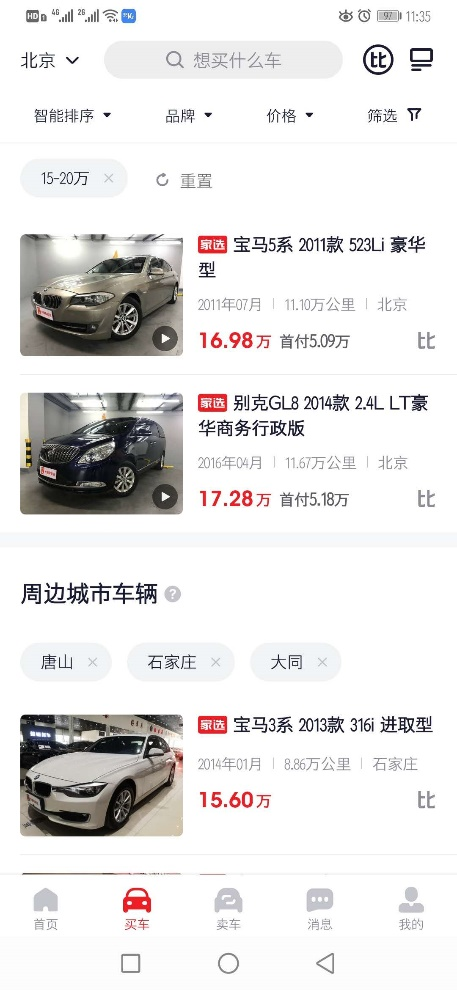 HD 4G 2G 97 11:35
北京 想买什么车 比
智能排序 品牌 价格 筛选
15-20万 重置
家选 宝马5系 2011款 523Li 豪华
型
2011年07月 | 11.10万公里 | 北京
16.98万 首付5.09万 比
家选 别克GL8 2014款 2.4L LT豪
华商务行政版
2016年04月 | 11.67万公里 | 北京
17.28万 首付5.18万 比
周边城市车辆 ?
唐山 石家庄 大同
家选 宝马3系 2013款 316i 进取型
2014年01月 | 8.86万公里 | 石家庄
15.60万 比
首页 买车 卖车 消息 我的